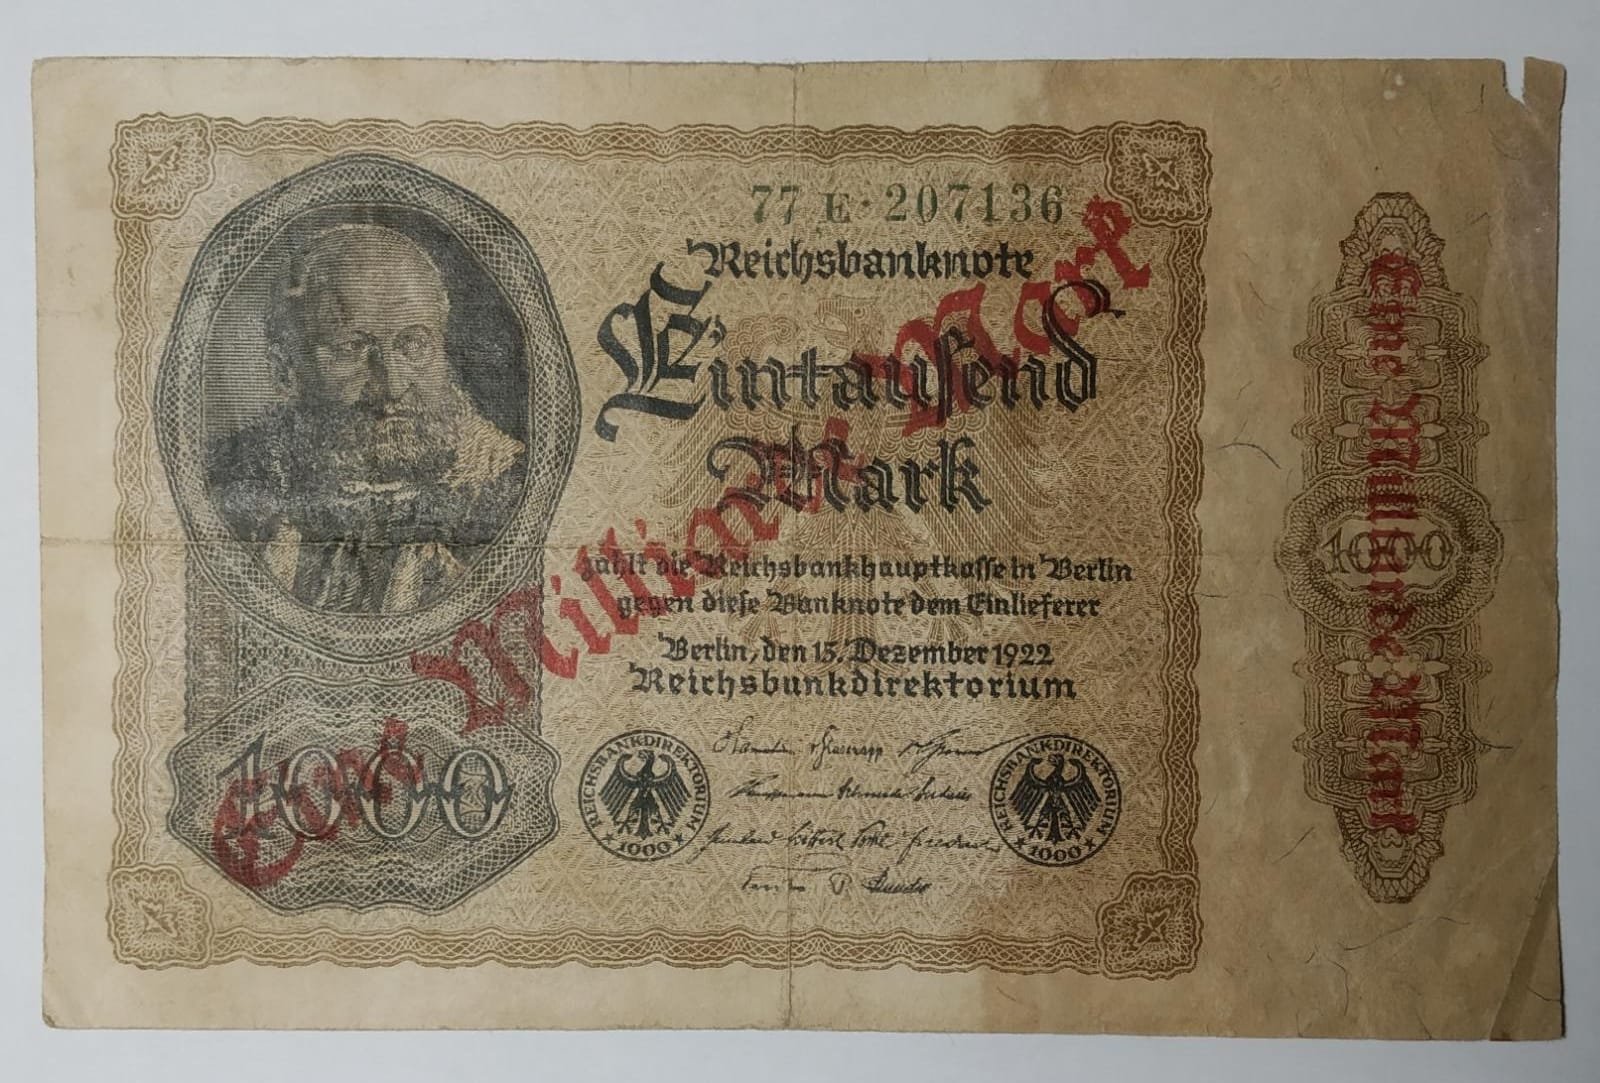 77 E·207136
Reichsbanknote
Eintausend
Mark
zahlt die Reichsbankhauptkasse in Berlin
gegen diese Banknote dem Einlieferer
Berlin, den 15. Dezember 1922
Reichsbankdirektorium
Eine Milliarde Mark
1000
REICHSBANKDIREKTORIUM
1000
REICHSBANKDIREKTORIUM
1000
Eine Milliarde Mark
1000